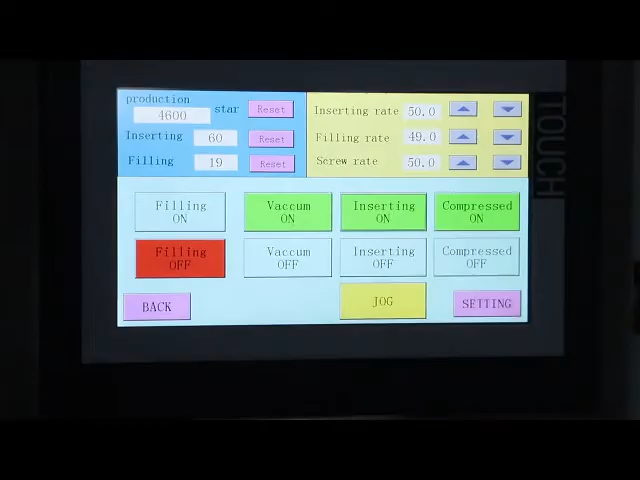 production
4600 star Reset
Inserting 60 Reset
Filling 19 Reset
Inserting rate 50.0
Filling rate 49.0
Screw rate 50.0
Filling ON
Vaccum ON
Inserting ON
Compressed ON
Filling OFF
Vaccum OFF
Inserting OFF
Compressed OFF
BACK
JOG
SETTING
TOUCH